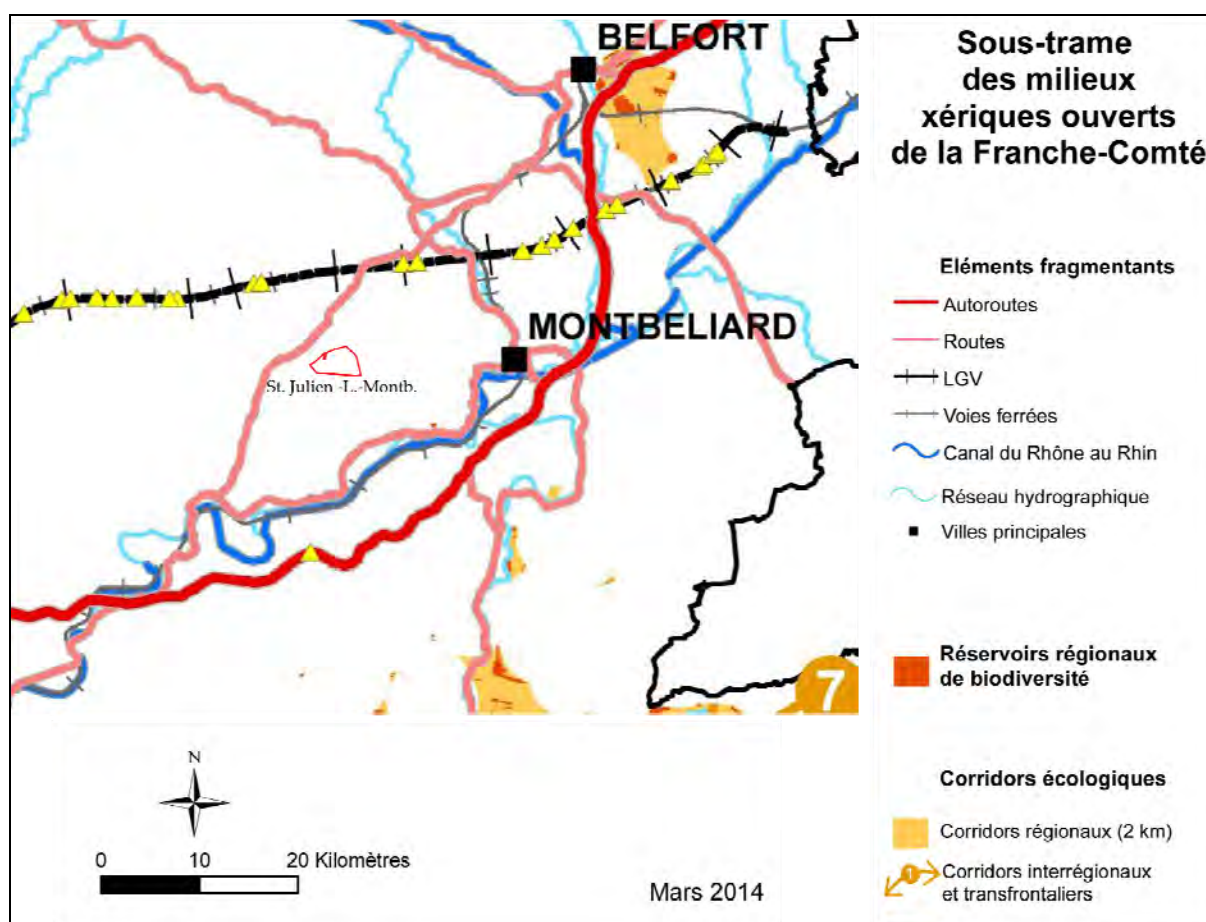 BELFORT
MONTBELIARD
St. Julien -L.-Montb.
7
N
0 10 20 Kilomètres
Mars 2014
Sous-trame
des milieux
xériques ouverts
de la Franche-Comté
Eléments fragmentants
Autoroutes
Routes
LGV
Voies ferrées
Canal du Rhône au Rhin
Réseau hydrographique
Villes principales
Réservoirs régionaux
de biodiversité
Corridors écologiques
Corridors régionaux (2 km)
1
Corridors interrégionaux
et transfrontaliers